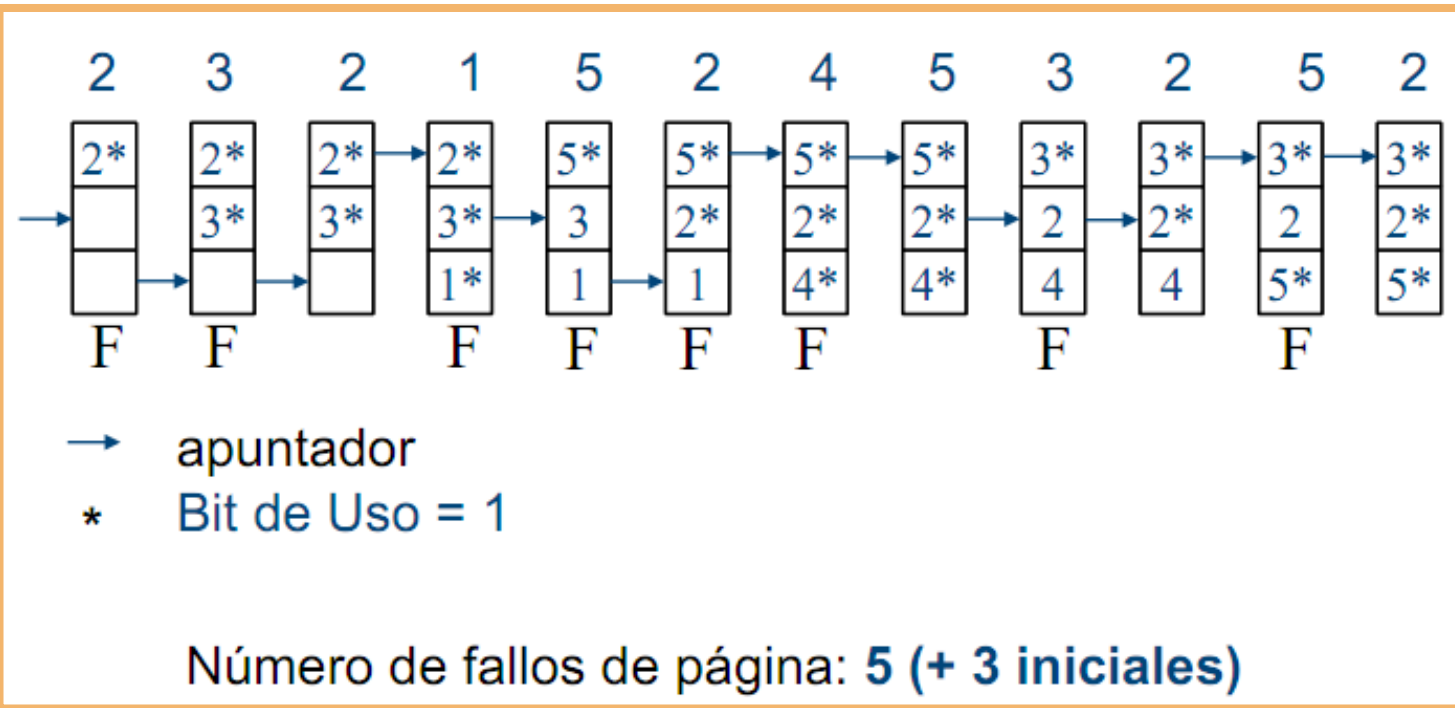 2 3 2 1 5 2 4 5 3 2 5 2
2* 2* 2* 2* 5* 5* 5* 5* 3* 3* 3* 3*
3* 3* 3* 3 2* 2* 2* 2 2* 2 2*
1* 1 1 4* 4* 4 4 5* 5*
F F F F F F F F
apuntador
* Bit de Uso = 1
Número de fallos de página: 5 (+ 3 iniciales)